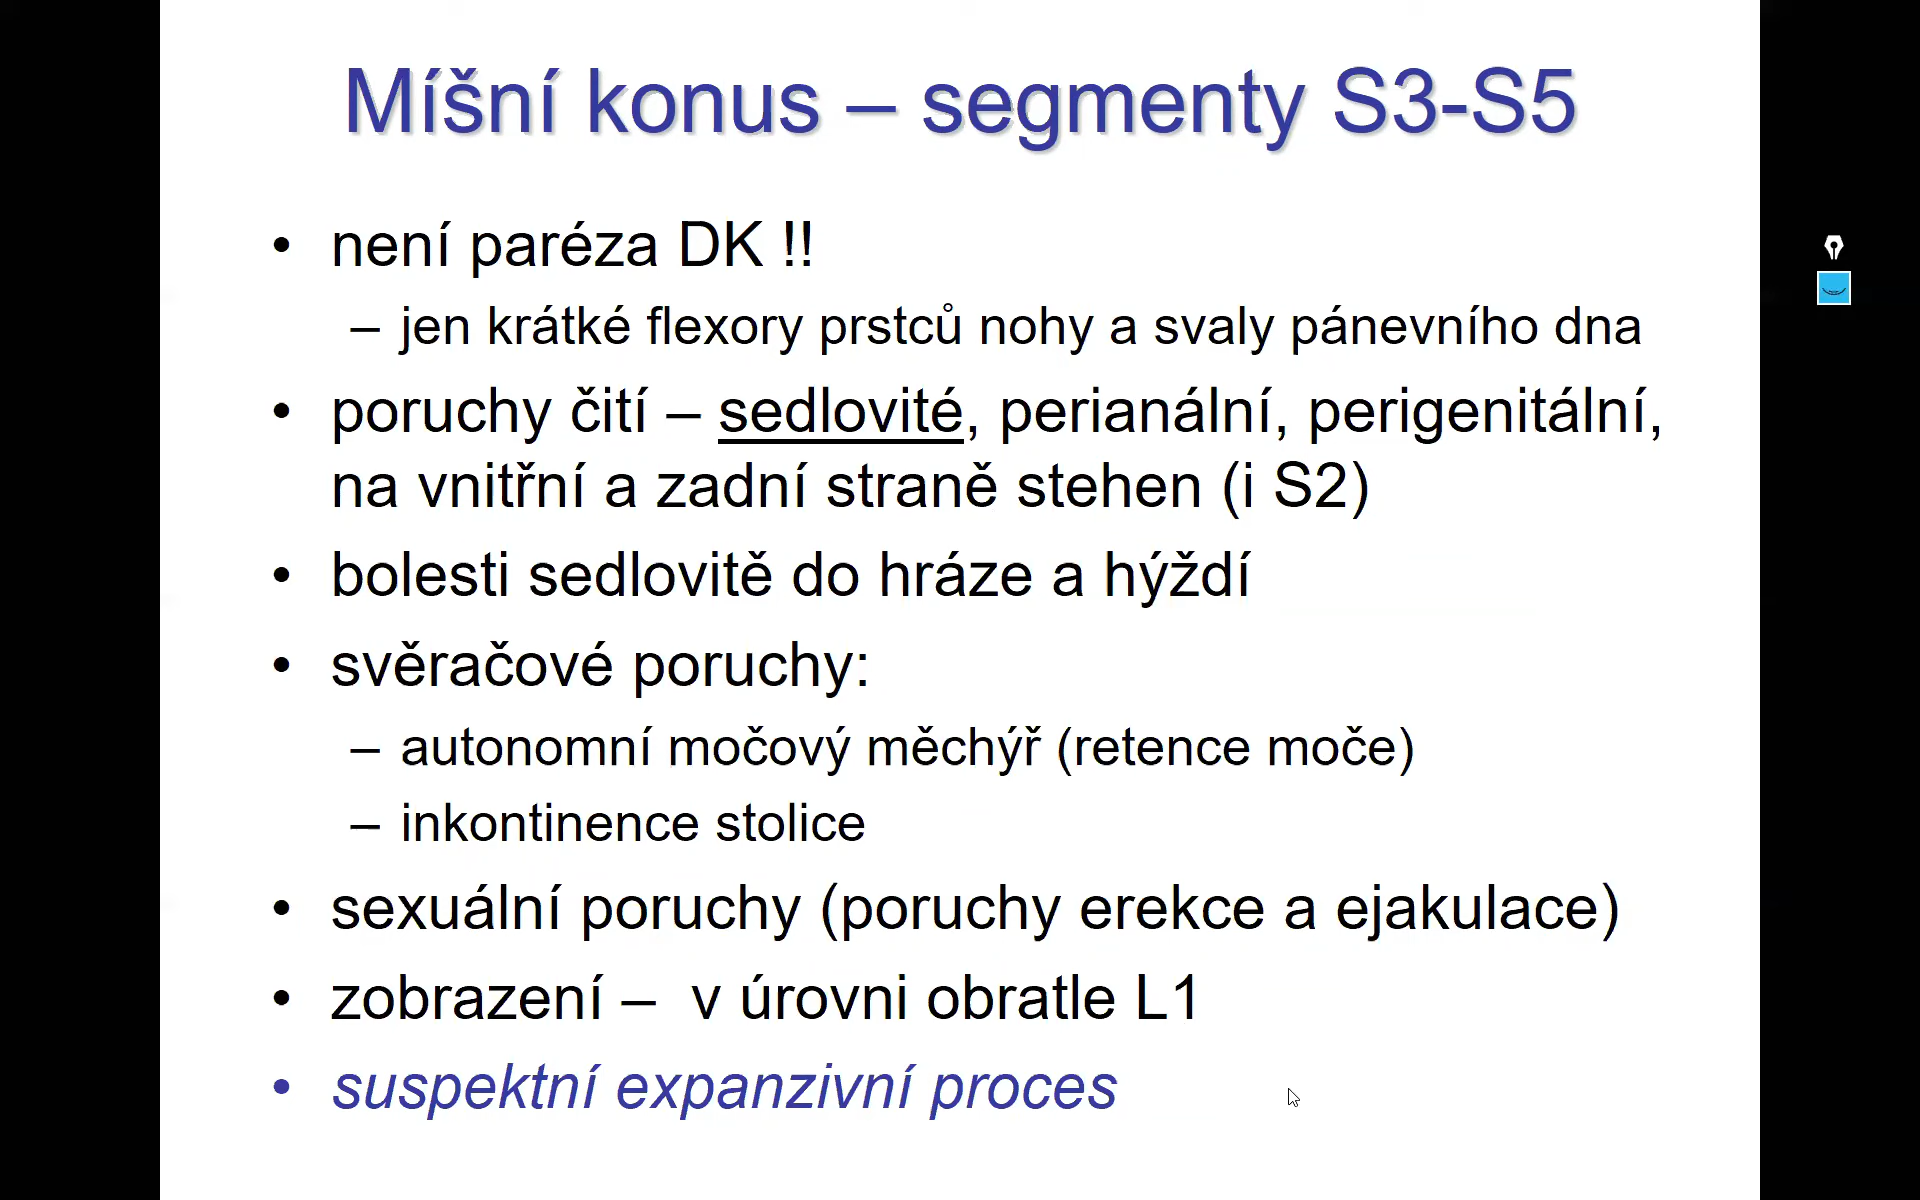 Míšní konus – segmenty S3-S5
• není paréza DK !!
– jen krátké flexory prstců nohy a svaly pánevního dna
• poruchy čití – sedlovité, perianální, perigenitální,
na vnitřní a zadní straně stehen (i S2)
• bolesti sedlovitě do hráze a hýždí
• svěračové poruchy:
– autonomní močový měchýř (retence moče)
– inkontinence stolice
• sexuální poruchy (poruchy erekce a ejakulace)
• zobrazení – v úrovni obratle L1
• suspektní expanzivní proces